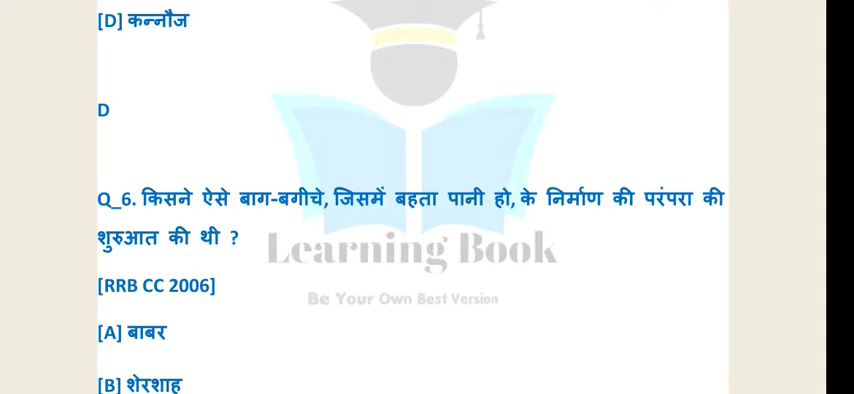 [D] कन्नौज
D
Q_6. किसने ऐसे बाग-बगीचे, जिसमें बहता पानी हो, के निर्माण की परंपरा की
शुरुआत की थी ?
Learning Book
[RRB CC 2006]
Be Your Own Best Version
[A] बाबर
[B] शेरशाह